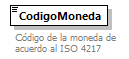 CodigoMoneda
Código de la moneda de
acuerdo al ISO 4217